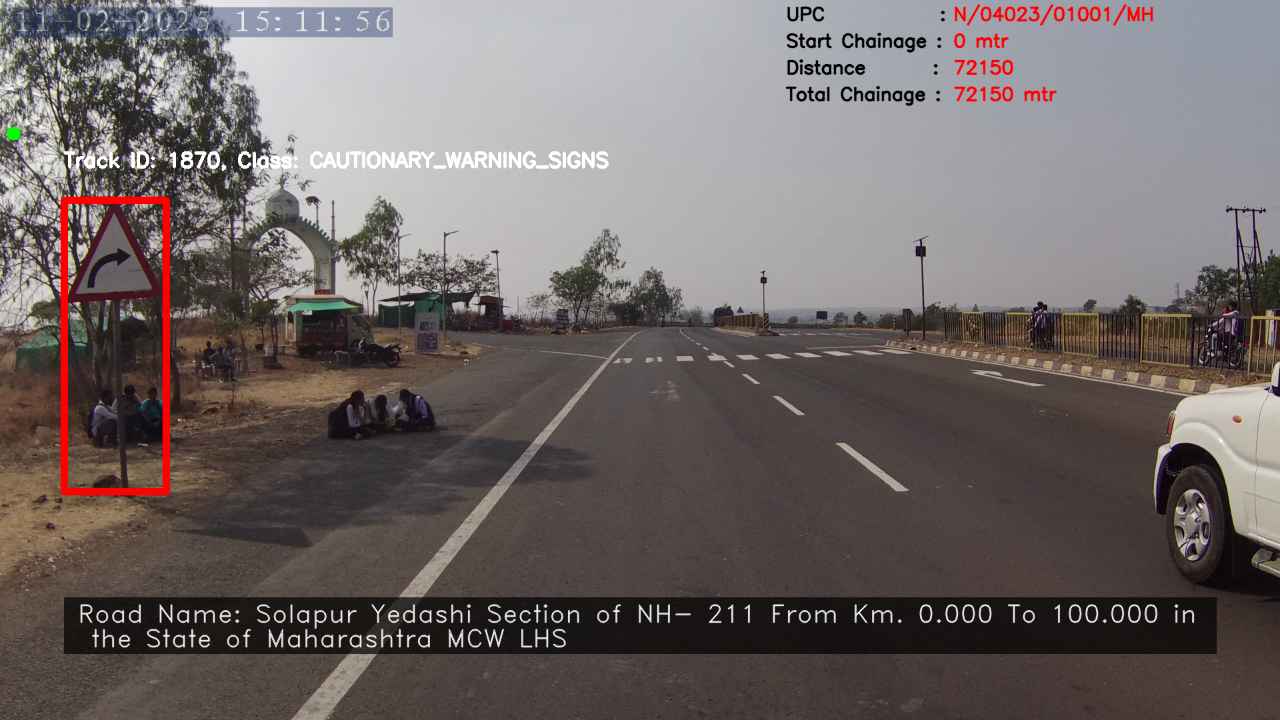 11-02-2025 15:11:56
UPC : N/04023/01001/MH
Start Chainage : 0 mtr
Distance : 72150
Total Chainage : 72150 mtr
Track ID: 1870, Class: CAUTIONARY_WARNING_SIGNS
Road Name: Solapur Yedashi Section of NH- 211 From Km. 0.000 To 100.000 in
the State of Maharashtra MCW LHS